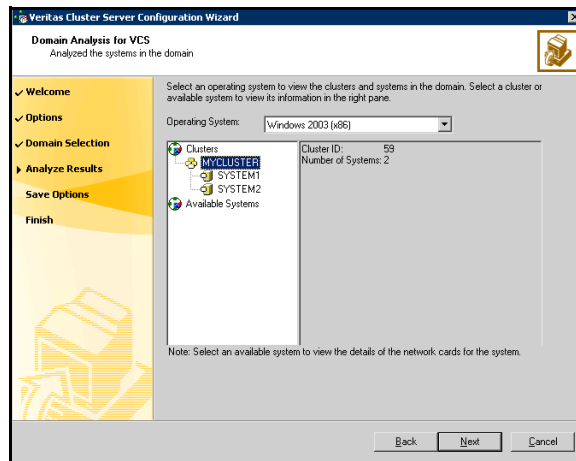 Veritas Cluster Server Configuration Wizard
Domain Analysis for VCS
Analyzed the systems in the domain
Welcome
Options
Domain Selection
Analyze Results
Save Options
Finish
Select an operating system to view the clusters and systems in the domain. Select a cluster or
available system to view its information in the right pane.
Operating System: Windows 2003 (x86)
Clusters
MYCLUSTER
SYSTEM1
SYSTEM2
Available Systems
Cluster ID: 59
Number of Systems: 2
Note: Select an available system to view the details of the network cards for the system.
Back Next Cancel